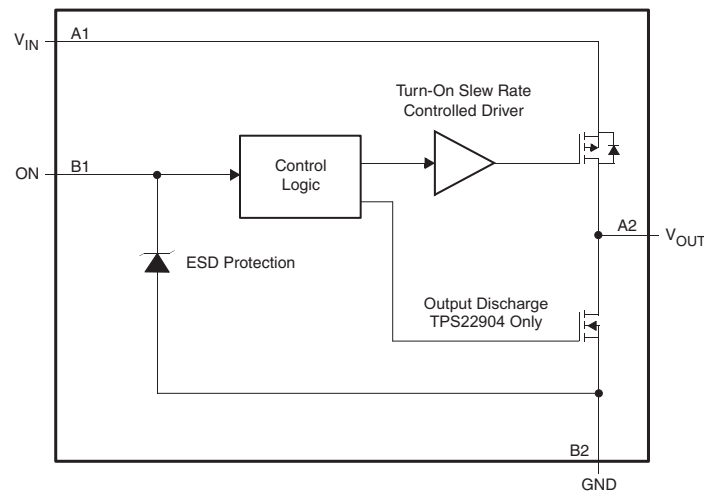 V_IN A1
Turn-On Slew Rate
Controlled Driver
ON B1
Control
Logic
A2 V_OUT
ESD Protection
Output Discharge
TPS22904 Only
B2
GND